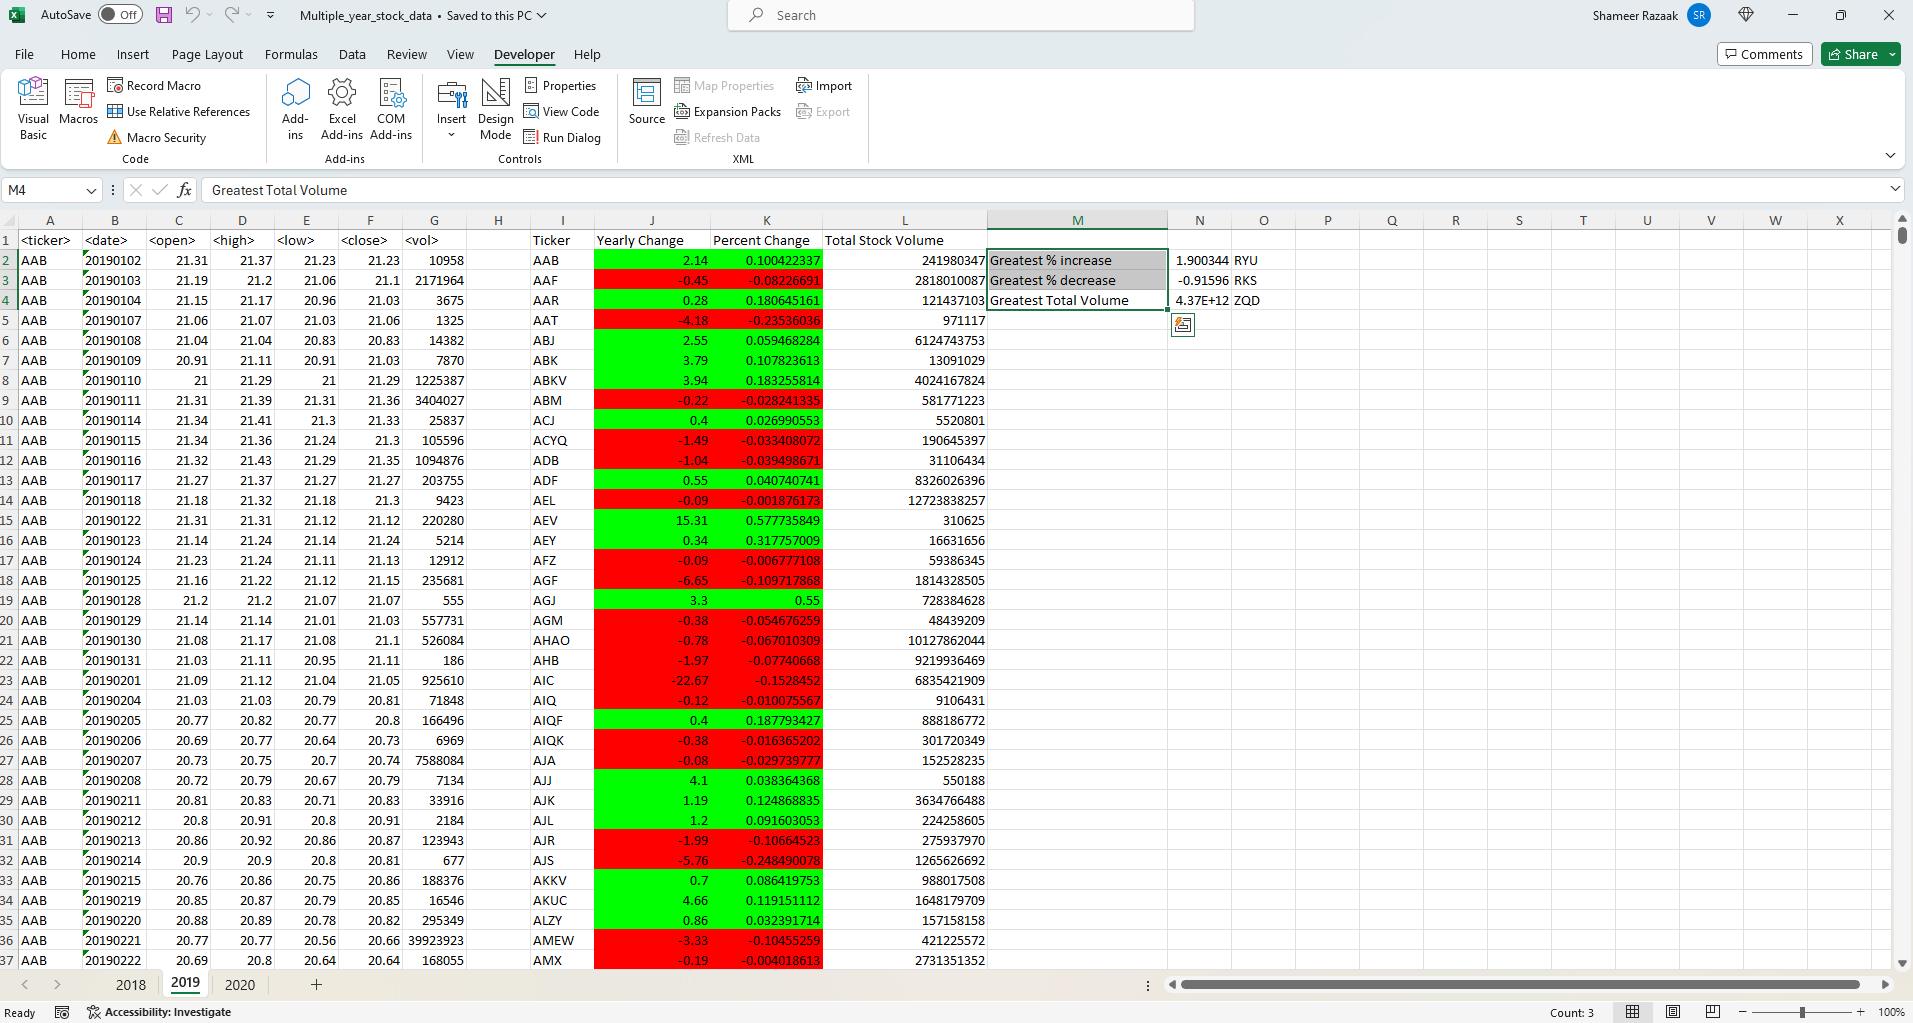 AutoSave Off Multiple_year_stock_data • Saved to this PC Search Shameer Razaak SR
File Home Insert Page Layout Formulas Data Review View Developer Help Comments Share
Visual Basic Macros Record Macro Use Relative References Macro Security Code
Add-ins Excel Add-ins COM Add-ins Add-ins
Insert Design Mode Properties View Code Run Dialog Controls
Source Map Properties Expansion Packs Refresh Data Import Export XML
M4 fx Greatest Total Volume
A B C D E F G H I J K L M N O P Q R S T U V W X
1 <ticker> <date> <open> <high> <low> <close> <vol> Ticker Yearly Change Percent Change Total Stock Volume
2 AAB 20190102 21.31 21.37 21.23 21.23 10958 AAB 2.14 0.100422337 241980347 Greatest % increase 1.900344 RYU
3 AAB 20190103 21.19 21.2 21.06 21.1 2171964 AAF -0.45 -0.08226691 2818010087 Greatest % decrease -0.91596 RKS
4 AAB 20190104 21.15 21.17 20.96 21.03 3675 AAR 0.28 0.180645161 121437103 Greatest Total Volume 4.37E+12 ZQD
5 AAB 20190107 21.06 21.07 21.03 21.06 1325 AAT -4.18 -0.23536036 971117
6 AAB 20190108 21.04 21.04 20.83 20.83 14382 ABJ 2.55 0.059468284 6124743753
7 AAB 20190109 20.91 21.11 20.91 21.03 7870 ABK 3.79 0.107823613 13091029
8 AAB 20190110 21 21.29 21 21.29 1225387 ABKV 3.94 0.183255814 4024167824
9 AAB 20190111 21.31 21.39 21.31 21.36 3404027 ABM -0.22 -0.028241335 581771223
10 AAB 20190114 21.34 21.41 21.3 21.33 25837 ACJ 0.4 0.026990553 5520801
11 AAB 20190115 21.34 21.36 21.24 21.3 105596 ACYQ -1.49 -0.033408072 190645397
12 AAB 20190116 21.32 21.43 21.29 21.35 1094876 ADB -1.04 -0.039498671 31106434
13 AAB 20190117 21.27 21.37 21.27 21.27 203755 ADF 0.55 0.040740741 8326026396
14 AAB 20190118 21.18 21.32 21.18 21.3 9423 AEL -0.09 -0.001876173 12723838257
15 AAB 20190122 21.31 21.31 21.12 21.12 220280 AEV 15.31 0.577735849 310625
16 AAB 20190123 21.14 21.24 21.14 21.24 5214 AEY 0.34 0.317757009 16631656
17 AAB 20190124 21.23 21.24 21.11 21.13 12912 AFZ -0.09 -0.006777108 59386345
18 AAB 20190125 21.16 21.22 21.12 21.15 235681 AGF -6.65 -0.109717868 1814328505
19 AAB 20190128 21.2 21.2 21.07 21.07 555 AGJ 3.3 0.55 728384628
20 AAB 20190129 21.14 21.14 21.01 21.03 557731 AGM -0.38 -0.054676259 48439209
21 AAB 20190130 21.08 21.17 21.08 21.1 526084 AHAO -0.78 -0.067010309 10127862044
22 AAB 20190131 21.03 21.11 20.95 21.11 186 AHB -1.97 -0.07740668 9219936469
23 AAB 20190201 21.09 21.12 21.04 21.05 925610 AIC -22.67 -0.1528452 6835421909
24 AAB 20190204 21.03 21.03 20.79 20.81 71848 AIQ -0.12 -0.010075567 9106431
25 AAB 20190205 20.77 20.82 20.77 20.8 166496 AIQF 0.4 0.187793427 888186772
26 AAB 20190206 20.69 20.77 20.64 20.73 6969 AIQK -0.38 -0.016365202 301720349
27 AAB 20190207 20.73 20.75 20.7 20.74 7588084 AJA -0.08 -0.029739777 152528235
28 AAB 20190208 20.72 20.79 20.67 20.79 7134 AJJ 4.1 0.038364368 550188
29 AAB 20190211 20.81 20.83 20.71 20.83 33916 AJK 1.19 0.124868835 3634766488
30 AAB 20190212 20.8 20.91 20.8 20.91 2184 AJL 1.2 0.091603053 224258605
31 AAB 20190213 20.86 20.92 20.86 20.87 123943 AJR -1.99 -0.10664523 275937970
32 AAB 20190214 20.9 20.9 20.8 20.81 677 AJS -5.76 -0.248490078 1265626692
33 AAB 20190215 20.76 20.86 20.75 20.86 188376 AKKV 0.7 0.086419753 988017508
34 AAB 20190219 20.85 20.87 20.79 20.85 16546 AKUC 4.66 0.119151112 1648179709
35 AAB 20190220 20.88 20.89 20.78 20.82 295349 ALZY 0.86 0.032391714 157158158
36 AAB 20190221 20.77 20.77 20.56 20.66 39923923 AMEW -3.33 -0.10455259 421225572
37 AAB 20190222 20.69 20.8 20.64 20.64 168055 AMX -0.19 -0.004018613 2731351352
2018 2019 2020 +
Ready Accessibility: Investigate Count: 3 100%